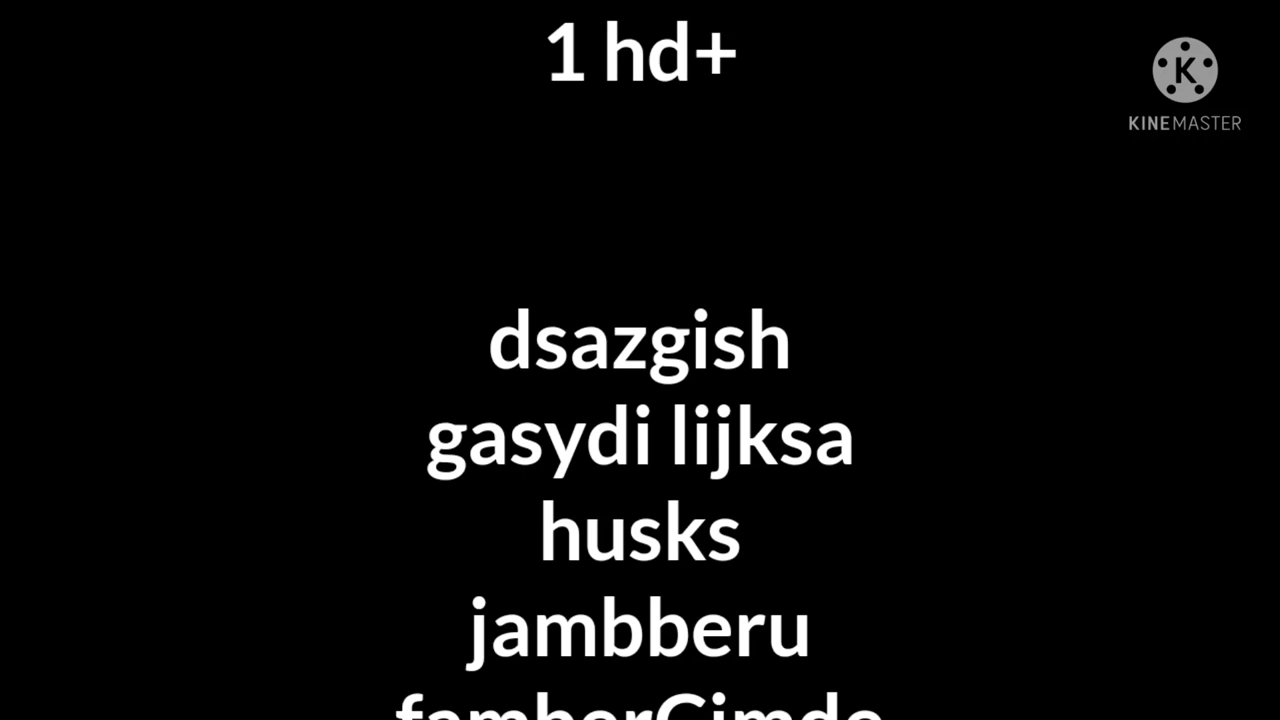 1 hd+
K
KINEMASTER
dsazgish
gasydi lijksa
husks
jambberu